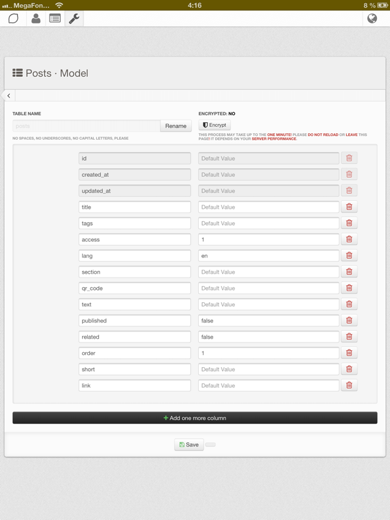 MegaFon... 4:16 8 %
Posts · Model
TABLE NAME
ENCRYPTED: NO
posts Rename
Encrypt
NO SPACES, NO UNDERSCORES, NO CAPITAL LETTERS, PLEASE
THIS PROCESS MAY TAKE UP TO THE ONE MINUTE! PLEASE DO NOT RELOAD OR LEAVE THIS
PAGE! IT DEPENDS ON YOUR SERVER PERFORMANCE.
id Default Value
created_at Default Value
updated_at Default Value
title Default Value
tags Default Value
access 1
lang en
section Default Value
qr_code Default Value
text Default Value
published false
related false
order 1
short Default Value
link Default Value
+ Add one more column
Save